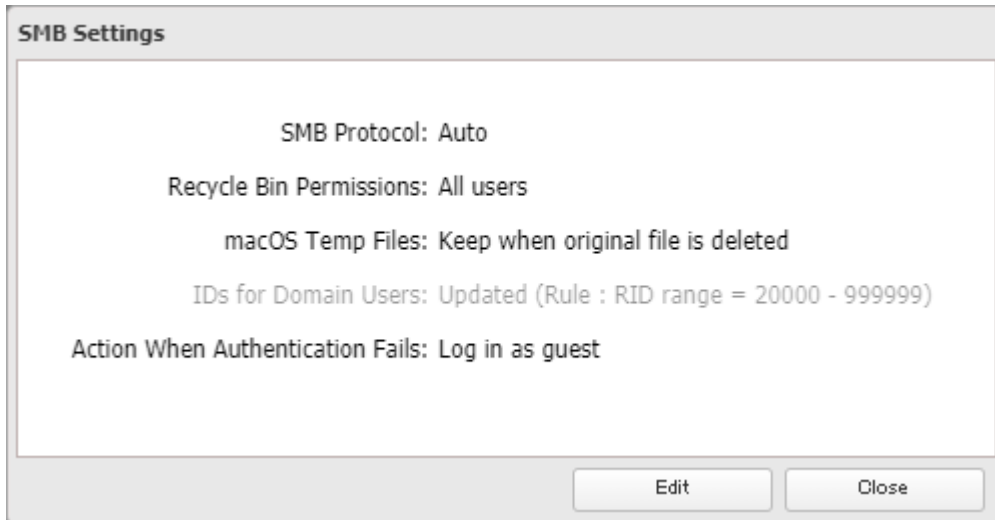 SMB Settings
SMB Protocol: Auto
Recycle Bin Permissions: All users
macOS Temp Files: Keep when original file is deleted
IDs for Domain Users: Updated (Rule : RID range = 20000 - 999999)
Action When Authentication Fails: Log in as guest
Edit Close